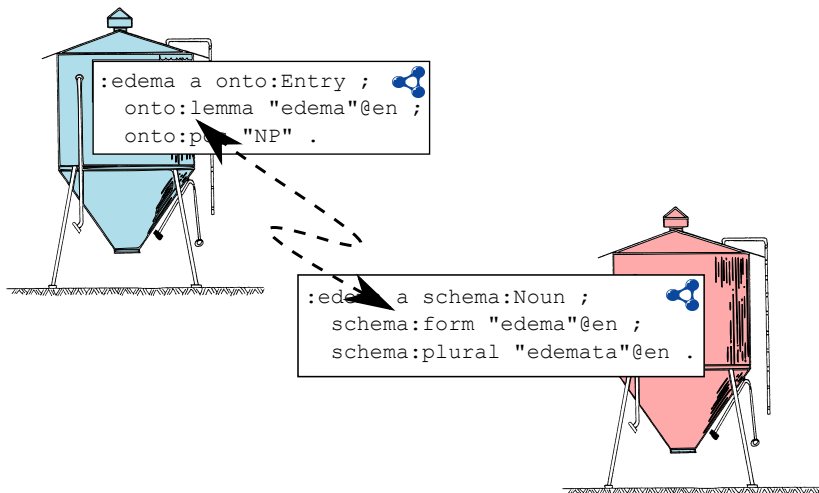 :edema a onto:Entry ;
onto:lemma "edema"@en ;
"NP" .
a schema:Noun ;
schema:form "edema"@en ;
schema:plural "edemata"@en .